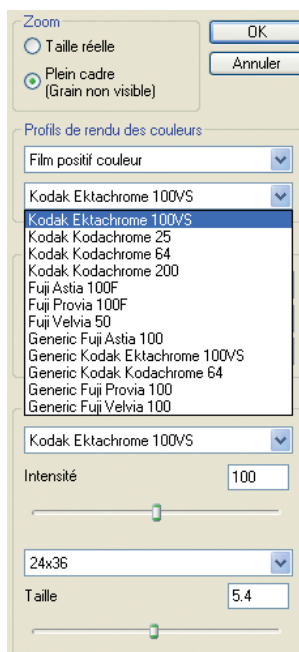 Zoom
Taille réelle
OK
Plein cadre
(Grain non visible)
Annuler
Profils de rendu des couleurs
Film positif couleur
Kodak Ektachrome 100VS
Kodak Ektachrome 100VS
Kodak Kodachrome 25
Kodak Kodachrome 64
Kodak Kodachrome 200
Fuji Astia 100F
Fuji Provia 100F
Fuji Velvia 50
Generic Fuji Astia 100
Generic Kodak Ektachrome 100VS
Generic Kodak Kodachrome 64
Generic Fuji Provia 100
Generic Fuji Velvia 100
Kodak Ektachrome 100VS
Intensité 100
24x36
Taille 5.4